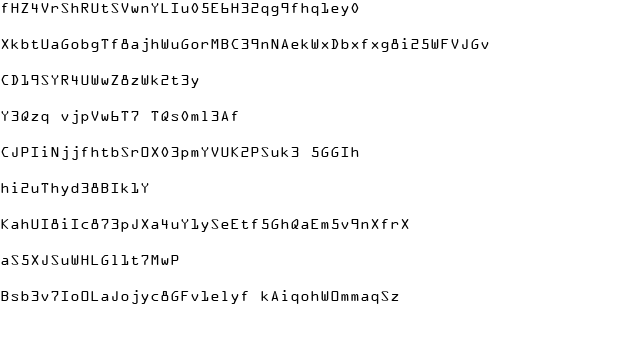 fHZ4VrShRUtSVwnYLIu05E6H32qg9fhq1ey0
XkbtUaGobgTf8ajhWuGorMBC39nNAekWxDbxfxg8i25WFVJGv
CD19SYR4UWwZ8zWk2t3y
Y3Qzq vjpVw6T7 TQs0m13Af
CJPIiNjjfhtbSrOX03pmYVUK2PSuk3 5GGIh
hi2uThyd38BIk1Y
KahUI8iIc873pJXa4uY1ySeEtf5GhQaEm5v9nXfrX
aS5XJSuWHLG11t7MwP
Bsb3v7IoOLaJojyc8GFv1elyf kAiqohWOmmaqSz